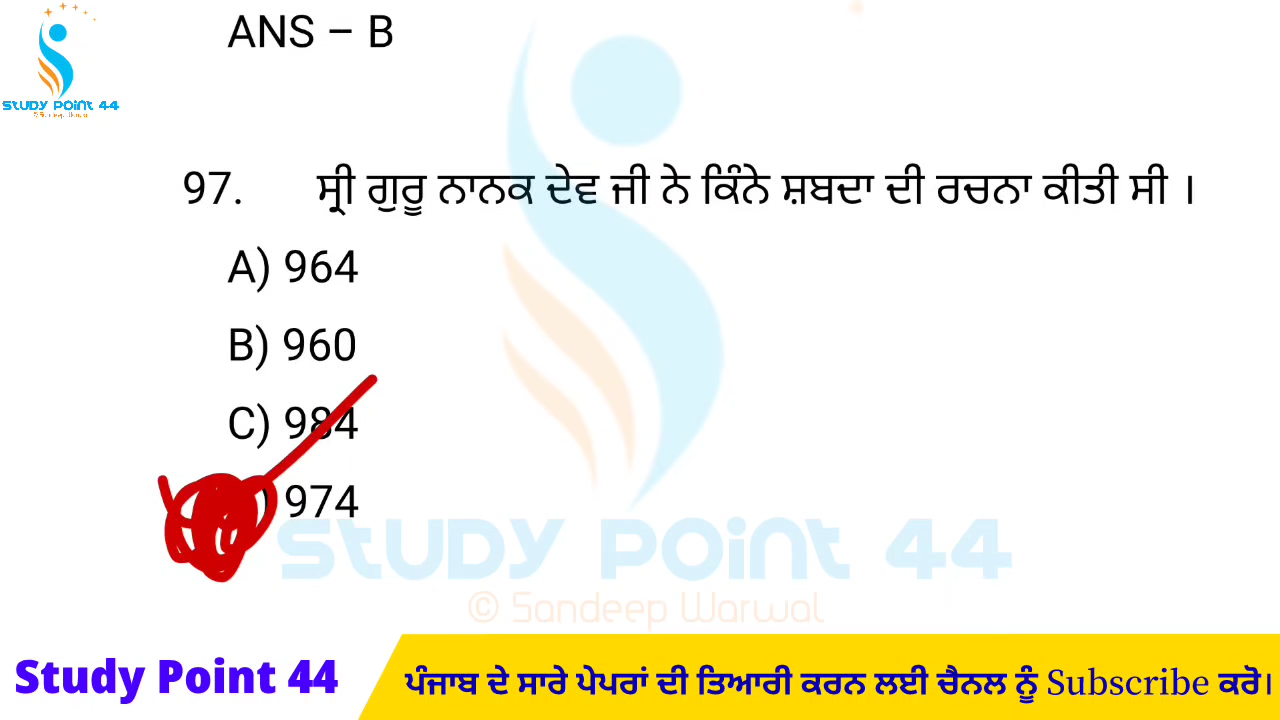 ANS – B
STUDY POINT 44
97. ਸ੍ਰੀ ਗੁਰੂ ਨਾਨਕ ਦੇਵ ਜੀ ਨੇ ਕਿੰਨੇ ਸ਼ਬਦਾ ਦੀ ਰਚਨਾ ਕੀਤੀ ਸੀ ।
A) 964
B) 960
C) 984
) 974
STUDY POINT 44
© Sandeep Warwal
Study Point 44
ਪੰਜਾਬ ਦੇ ਸਾਰੇ ਪੇਪਰਾਂ ਦੀ ਤਿਆਰੀ ਕਰਨ ਲਈ ਚੈਨਲ ਨੂੰ Subscribe ਕਰੋ।